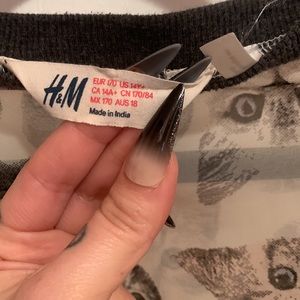 H&M
EUR 170 US 14Y+
CA 14A+ CN 170/84
MX 170 AUS 18
Made in India